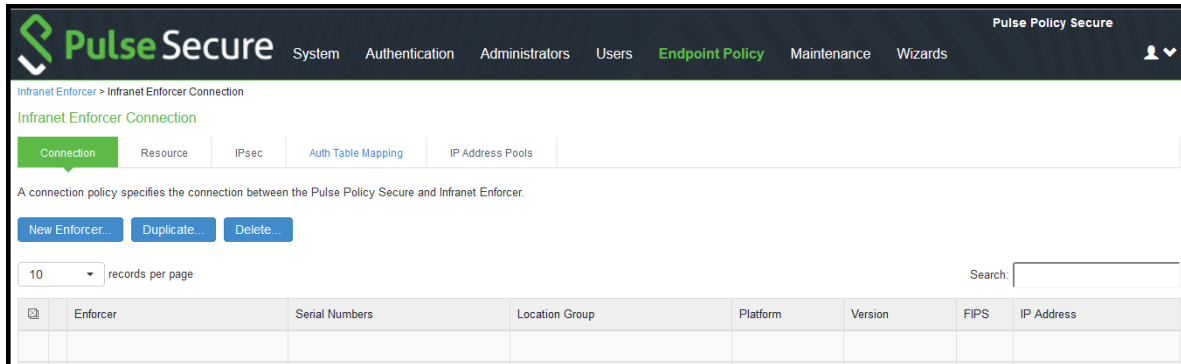 Pulse Policy Secure
Pulse Secure System Authentication Administrators Users Endpoint Policy Maintenance Wizards
Infranet Enforcer > Infranet Enforcer Connection
Infranet Enforcer Connection
Connection Resource IPsec Auth Table Mapping IP Address Pools
A connection policy specifies the connection between the Pulse Policy Secure and Infranet Enforcer.
New Enforcer... Duplicate... Delete...
10 records per page Search:
Enforcer Serial Numbers Location Group Platform Version FIPS IP Address